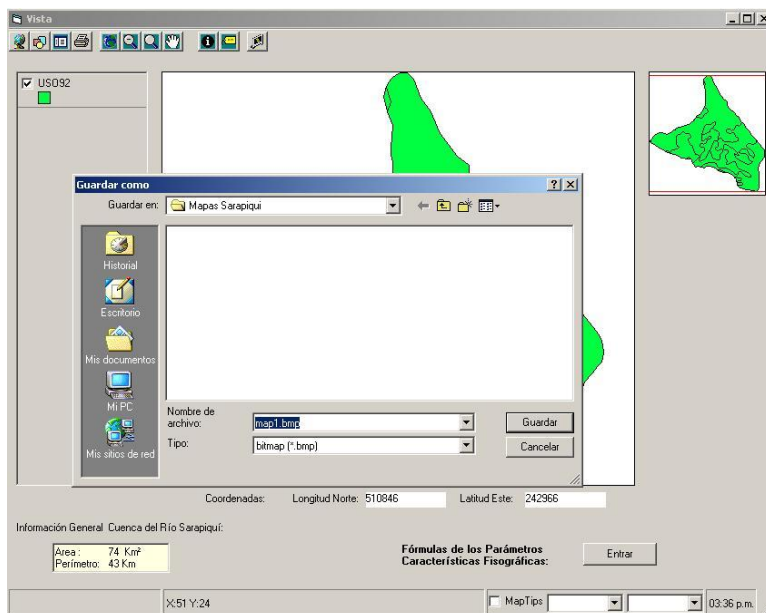 Vista
USO92
Guardar como
Guardar en: Mapas Sarapiqui
Historial
Escritorio
Mis documentos
Mi PC
Mis sitios de red
Nombre de archivo: map1.bmp
Guardar
Tipo: bitmap (*.bmp)
Cancelar
Coordenadas: Longitud Norte: 510846 Latitud Este: 242966
Información General Cuenca del Río Sarapiquí:
Area : 74 Km²
Perímetro: 43 Km
Fórmulas de los Parámetros
Características Fisográficas:
Entrar
X:51 Y:24
MapTips
03:36 p.m.